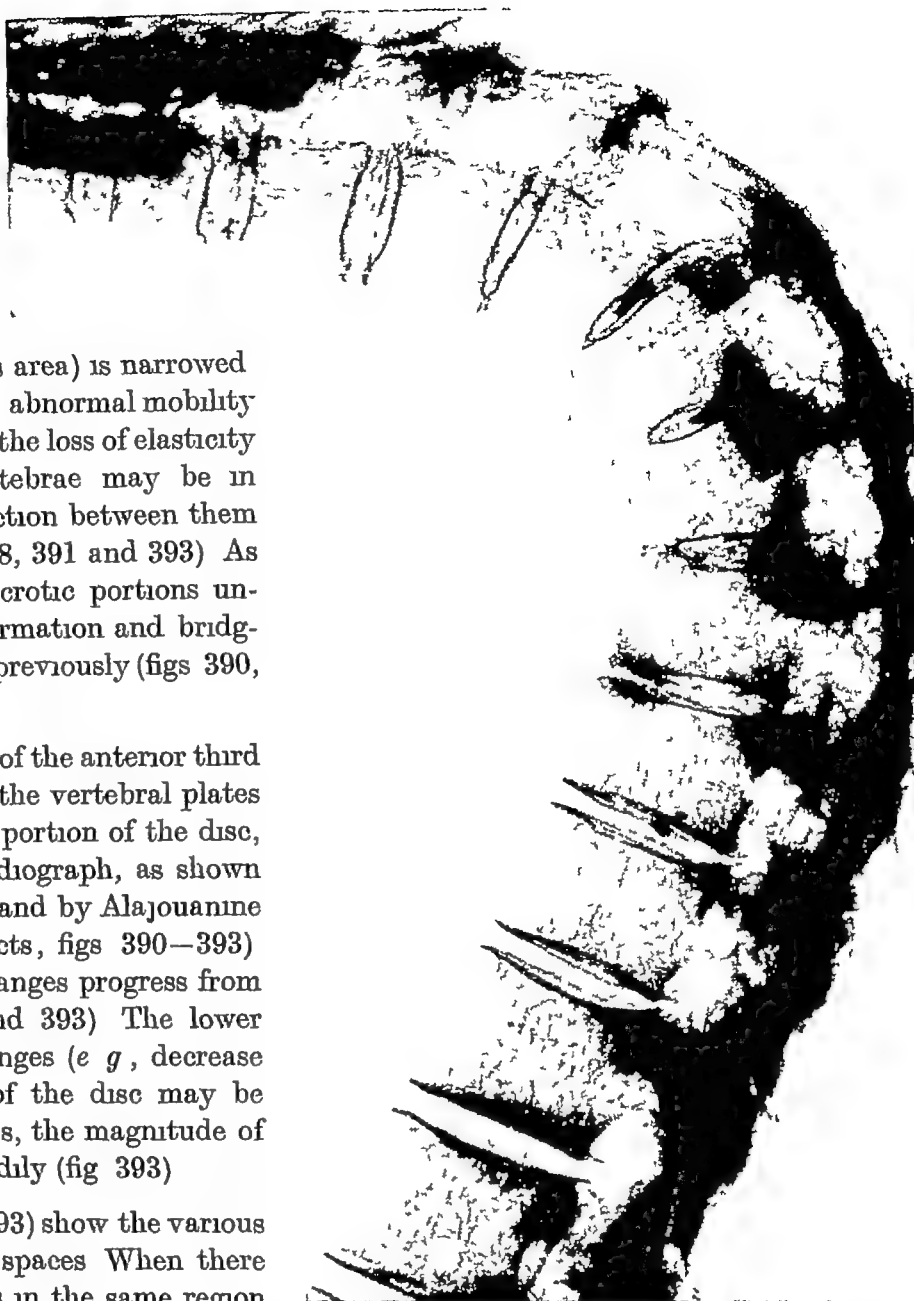 area) is narrowed
abnormal mobility
the loss of elasticity
tebrae may be in
ction between them
8, 391 and 393) As
crotic portions un-
rmation and bridg-
previously (figs 390,
of the anterior third
the vertebral plates
portion of the disc,
diograph, as shown
and by Alajouanine
cts, figs 390—393)
anges progress from
nd 393) The lower
nges (e g , decrease
of the disc may be
s, the magnitude of
dily (fig 393)
93) show the various
spaces When there
in the same region